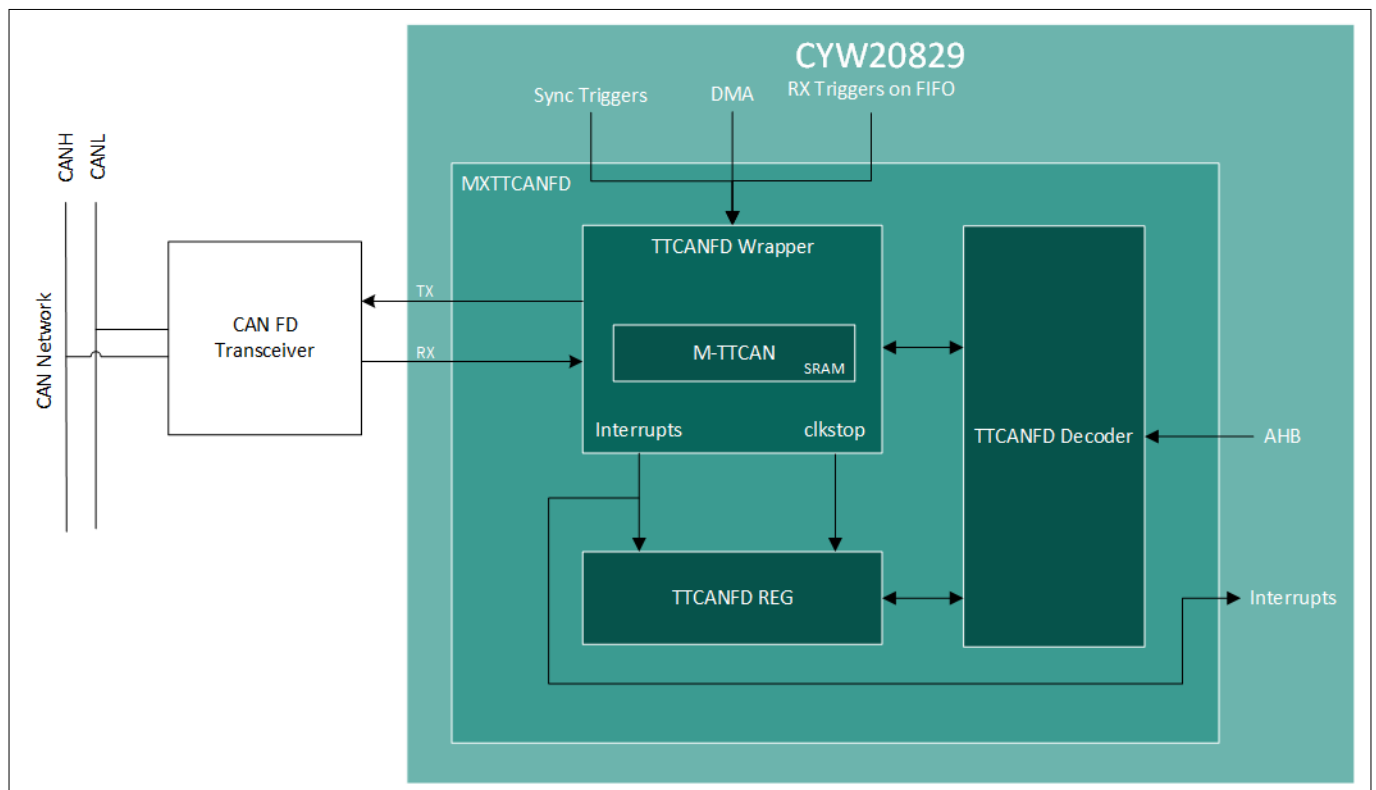 CYW20829
Sync Triggers
DMA
RX Triggers on FIFO
CANH
CANL
MXTTCANFD
TTCANFD Wrapper
TX
CAN FD
Transceiver
RX
M-TTCAN
SRAM
CAN Network
Interrupts
clkstop
TTCANFD Decoder
AHB
TTCANFD REG
Interrupts